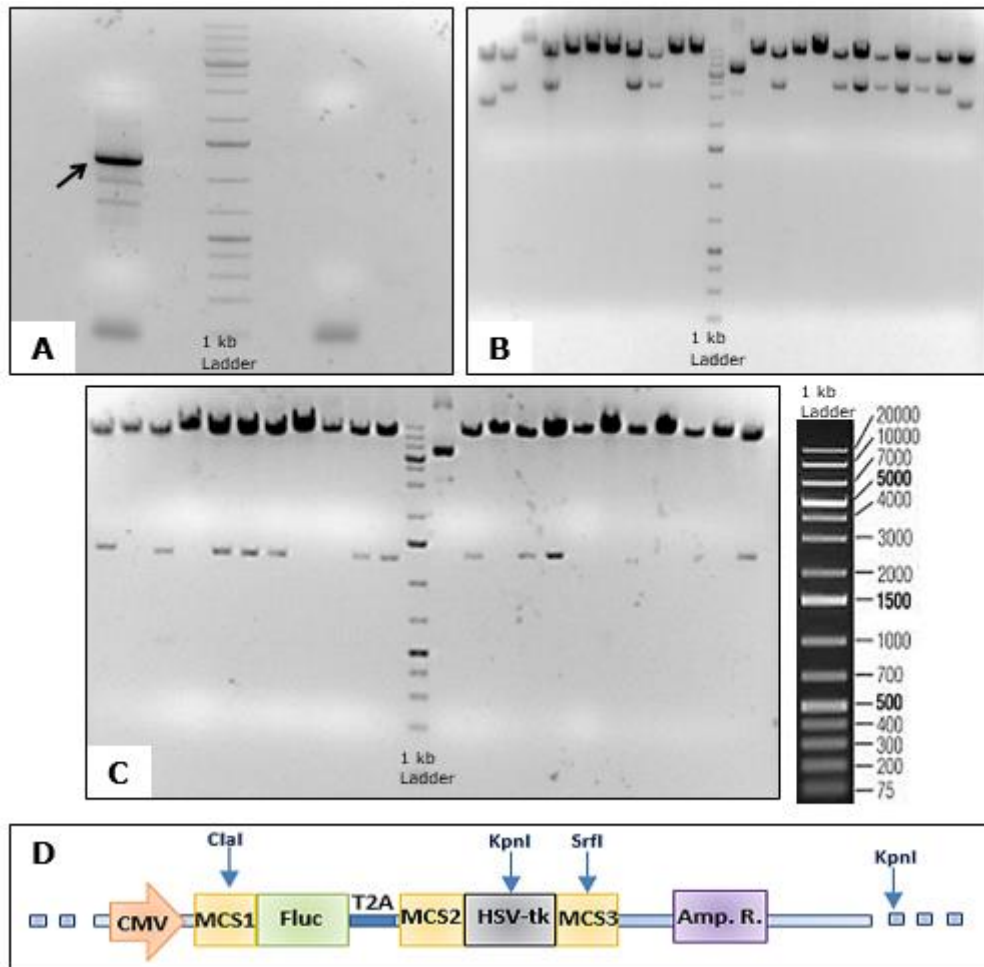 A
1 kb
Ladder
B
1 kb
Ladder
C
1 kb
Ladder
1 kb
Ladder
20000
10000
7000
5000
4000
3000
2000
1500
1000
700
500
400
300
200
75
D
ClaI
KpnI
SrfI
KpnI
CMV
MCS1
Fluc
T2A
MCS2
HSV-tk
MCS3
Amp. R.